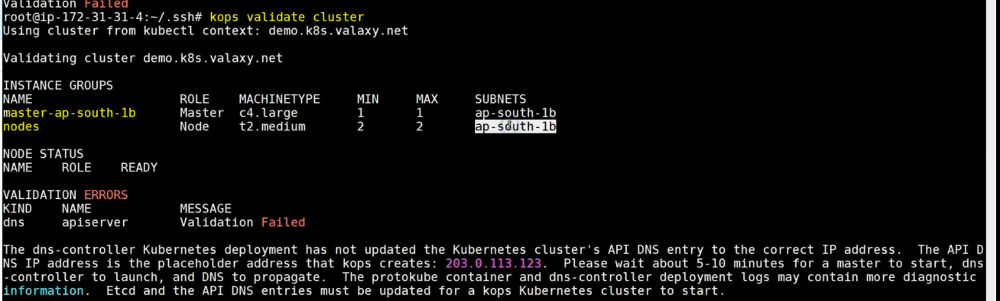 Validation Failed
root@ip-172-31-31-4:~/.ssh# kops validate cluster
Using cluster from kubectl context: demo.k8s.valaxy.net
Validating cluster demo.k8s.valaxy.net
INSTANCE GROUPS
NAME ROLE MACHINETYPE MIN MAX SUBNETS
master-ap-south-1b Master c4.large 1 1 ap-south-1b
nodes Node t2.medium 2 2 ap-south-1b
NODE STATUS
NAME ROLE READY
VALIDATION ERRORS
KIND NAME MESSAGE
dns apiserver Validation Failed
The dns-controller Kubernetes deployment has not updated the Kubernetes cluster's API DNS entry to the correct IP address.  The API D
NS IP address is the placeholder address that kops creates: 203.0.113.123.  Please wait about 5-10 minutes for a master to start, dns
-controller to launch, and DNS to propagate.  The protokube container and dns-controller deployment logs may contain more diagnostic
information.  Etcd and the API DNS entries must be updated for a kops Kubernetes cluster to start.